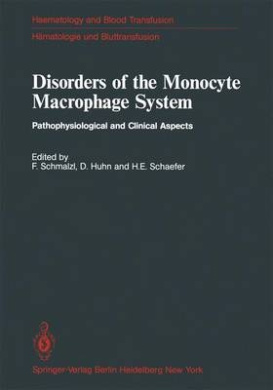 Haematology and Blood Transfusion
Hämatologie und Bluttransfusion
Disorders of the Monocyte
Macrophage System
Pathophysiological and Clinical Aspects
Edited by
F. Schmalzl, D. Huhn and H.E. Schaefer
Springer-Verlag Berlin Heidelberg New York